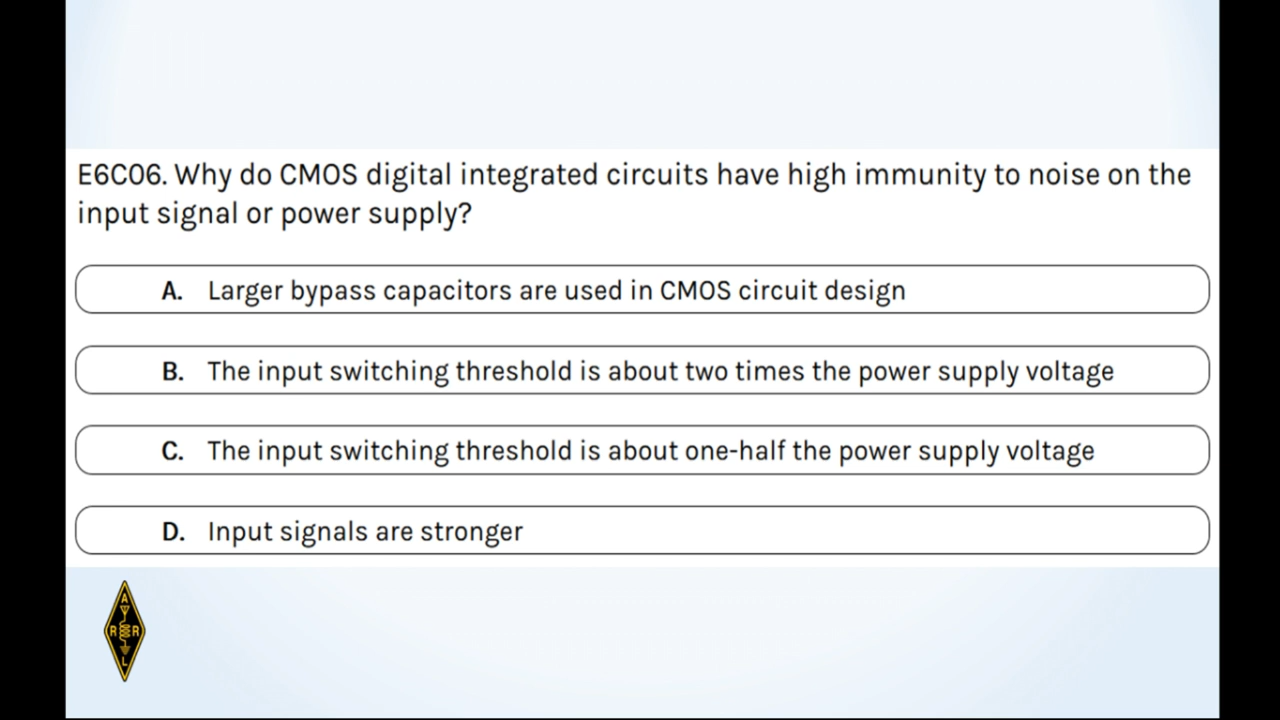 E6C06. Why do CMOS digital integrated circuits have high immunity to noise on the
input signal or power supply?
A. Larger bypass capacitors are used in CMOS circuit design
B. The input switching threshold is about two times the power supply voltage
C. The input switching threshold is about one-half the power supply voltage
D. Input signals are stronger
A
R R
L